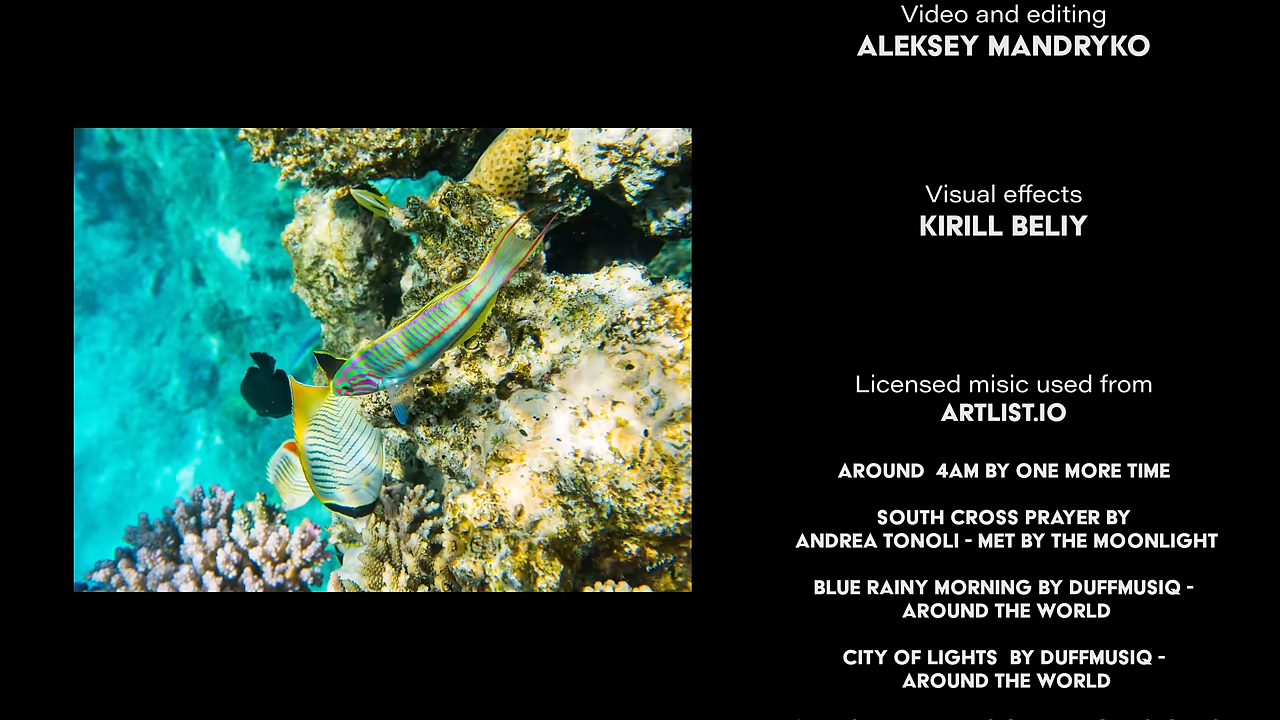 Video and editing
ALEKSEY MANDRYKO
Visual effects
KIRILL BELIY
Licensed misic used from
ARTLIST.IO
AROUND  4AM BY ONE MORE TIME
SOUTH CROSS PRAYER BY
ANDREA TONOLI - MET BY THE MOONLIGHT
BLUE RAINY MORNING BY DUFFMUSIQ -
AROUND THE WORLD
CITY OF LIGHTS  BY DUFFMUSIQ -
AROUND THE WORLD